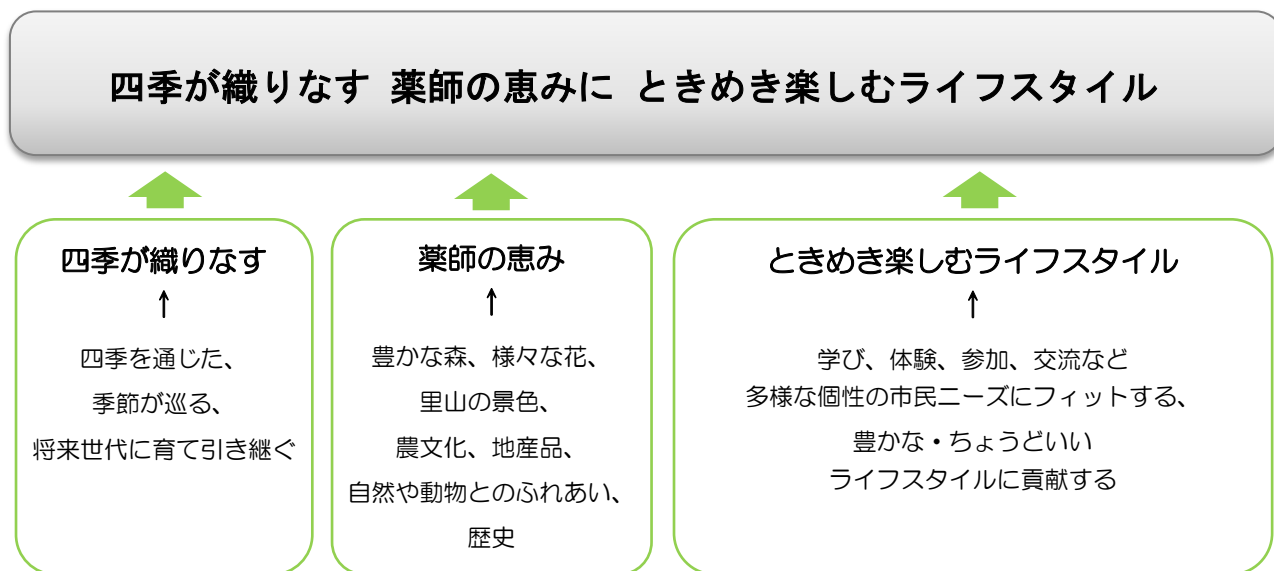 四季が織りなす 薬師の恵みに ときめき楽しむライフスタイル
四季が織りなす
↑
四季を通じた、
季節が巡る、
将来世代に育て引き継ぐ
薬師の恵み
↑
豊かな森、様々な花、
里山の景色、
農文化、地産品、
自然や動物とのふれあい、
歴史
ときめき楽しむライフスタイル
↑
学び、体験、参加、交流など
多様な個性の市民ニーズにフィットする、
豊かな・ちょうどいい
ライフスタイルに貢献する